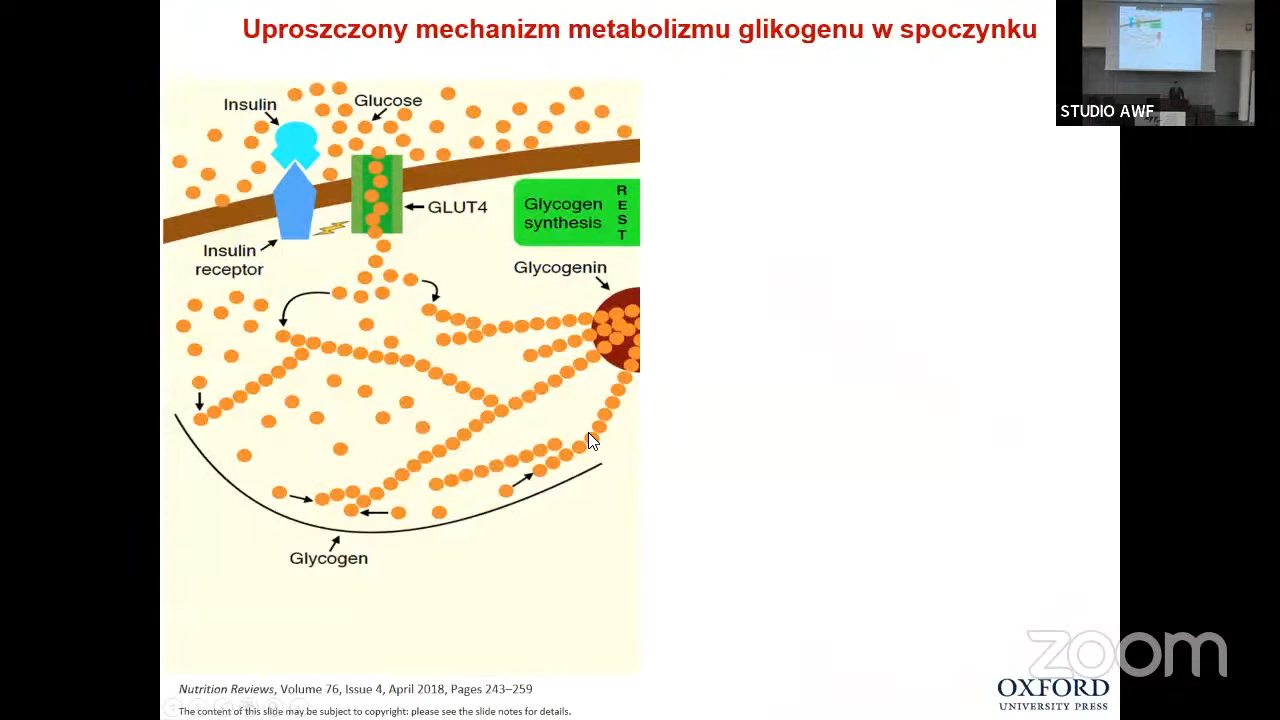 Uproszczony mechanizm metabolizmu glikogenu w spoczynku
STUDIO AWF
Insulin
Glucose
GLUT4
Glycogen
synthesis
R
E
S
T
Insulin
receptor
Glycogenin
Glycogen
zoom
Nutrition Reviews, Volume 76, Issue 4, April 2018, Pages 243–259
The content of this slide may be subject to copyright: please see the slide notes for details.
OXFORD
UNIVERSITY PRESS